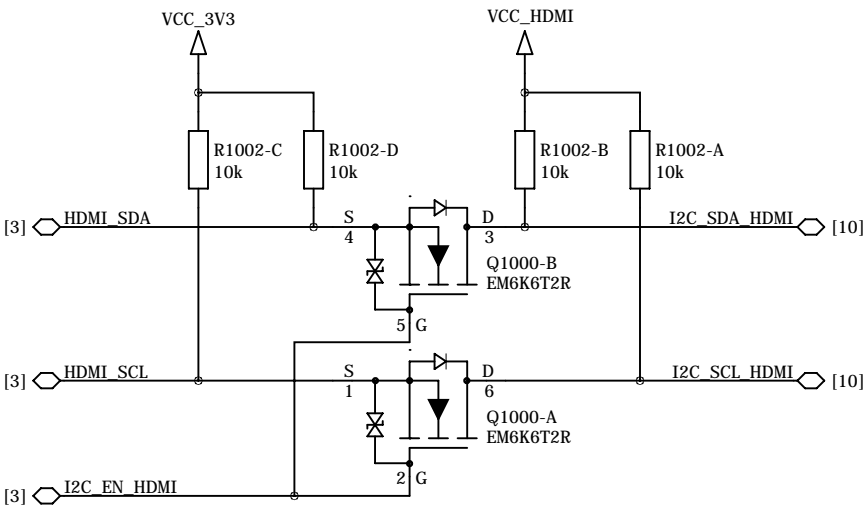 VCC_3V3
VCC_HDMI
R1002-C
10k
R1002-D
10k
R1002-B
10k
R1002-A
10k
[3]
HDMI_SDA
S
4
D
3
I2C_SDA_HDMI
[10]
Q1000-B
EM6K6T2R
5
G
[3]
HDMI_SCL
S
1
D
6
I2C_SCL_HDMI
[10]
Q1000-A
EM6K6T2R
2
G
[3]
I2C_EN_HDMI